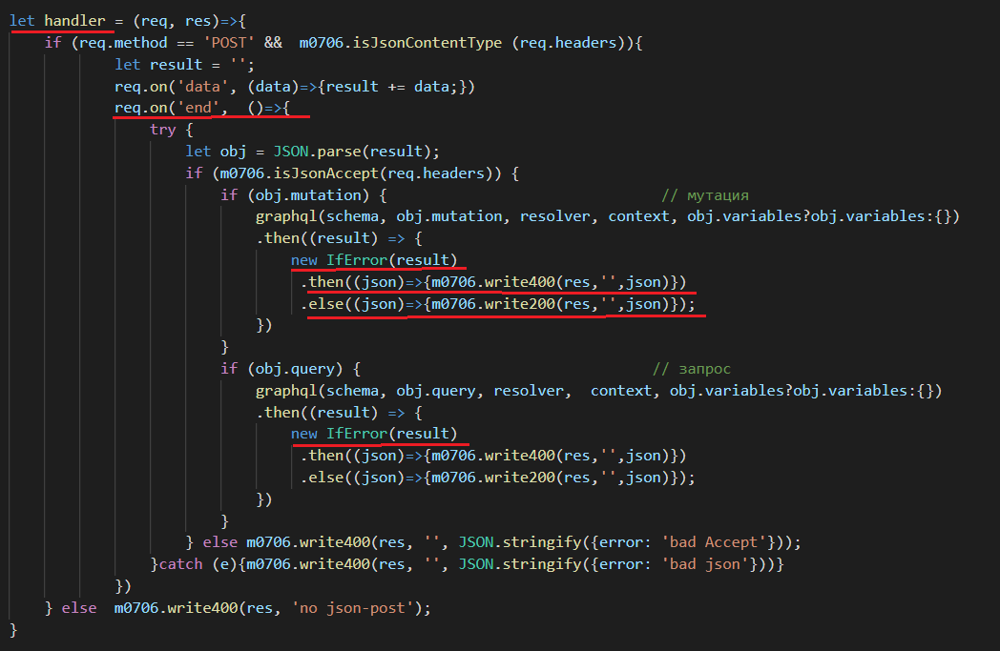 let handler = (req, res)=>{
    if (req.method == 'POST' &&  m0706.isJsonContentType (req.headers)){
            let result = '';
            req.on('data', (data)=>{result += data;})
            req.on('end',  ()=>{
                try {
                    let obj = JSON.parse(result);
                    if (m0706.isJsonAccept(req.headers)) {
                        if (obj.mutation) {                               // мутация
                            graphql(schema, obj.mutation, resolver, context, obj.variables?obj.variables:{})
                            .then((result) => {
                                new IfError(result)
                                 .then((json)=>{m0706.write400(res,'',json)})
                                 .else((json)=>{m0706.write200(res,'',json)});
                            })
                        }
                        if (obj.query) {                                 // запрос
                            graphql(schema, obj.query, resolver,  context, obj.variables?obj.variables:{})
                            .then((result) => {
                                new IfError(result)
                                 .then((json)=>{m0706.write400(res,'',json)})
                                 .else((json)=>{m0706.write200(res,'',json)});
                            })
                        }
                    } else m0706.write400(res, '', JSON.stringify({error: 'bad Accept'}));
                }catch (e){m0706.write400(res, '', JSON.stringify({error: 'bad json'}))}
            })
    } else  m0706.write400(res, 'no json-post');
}